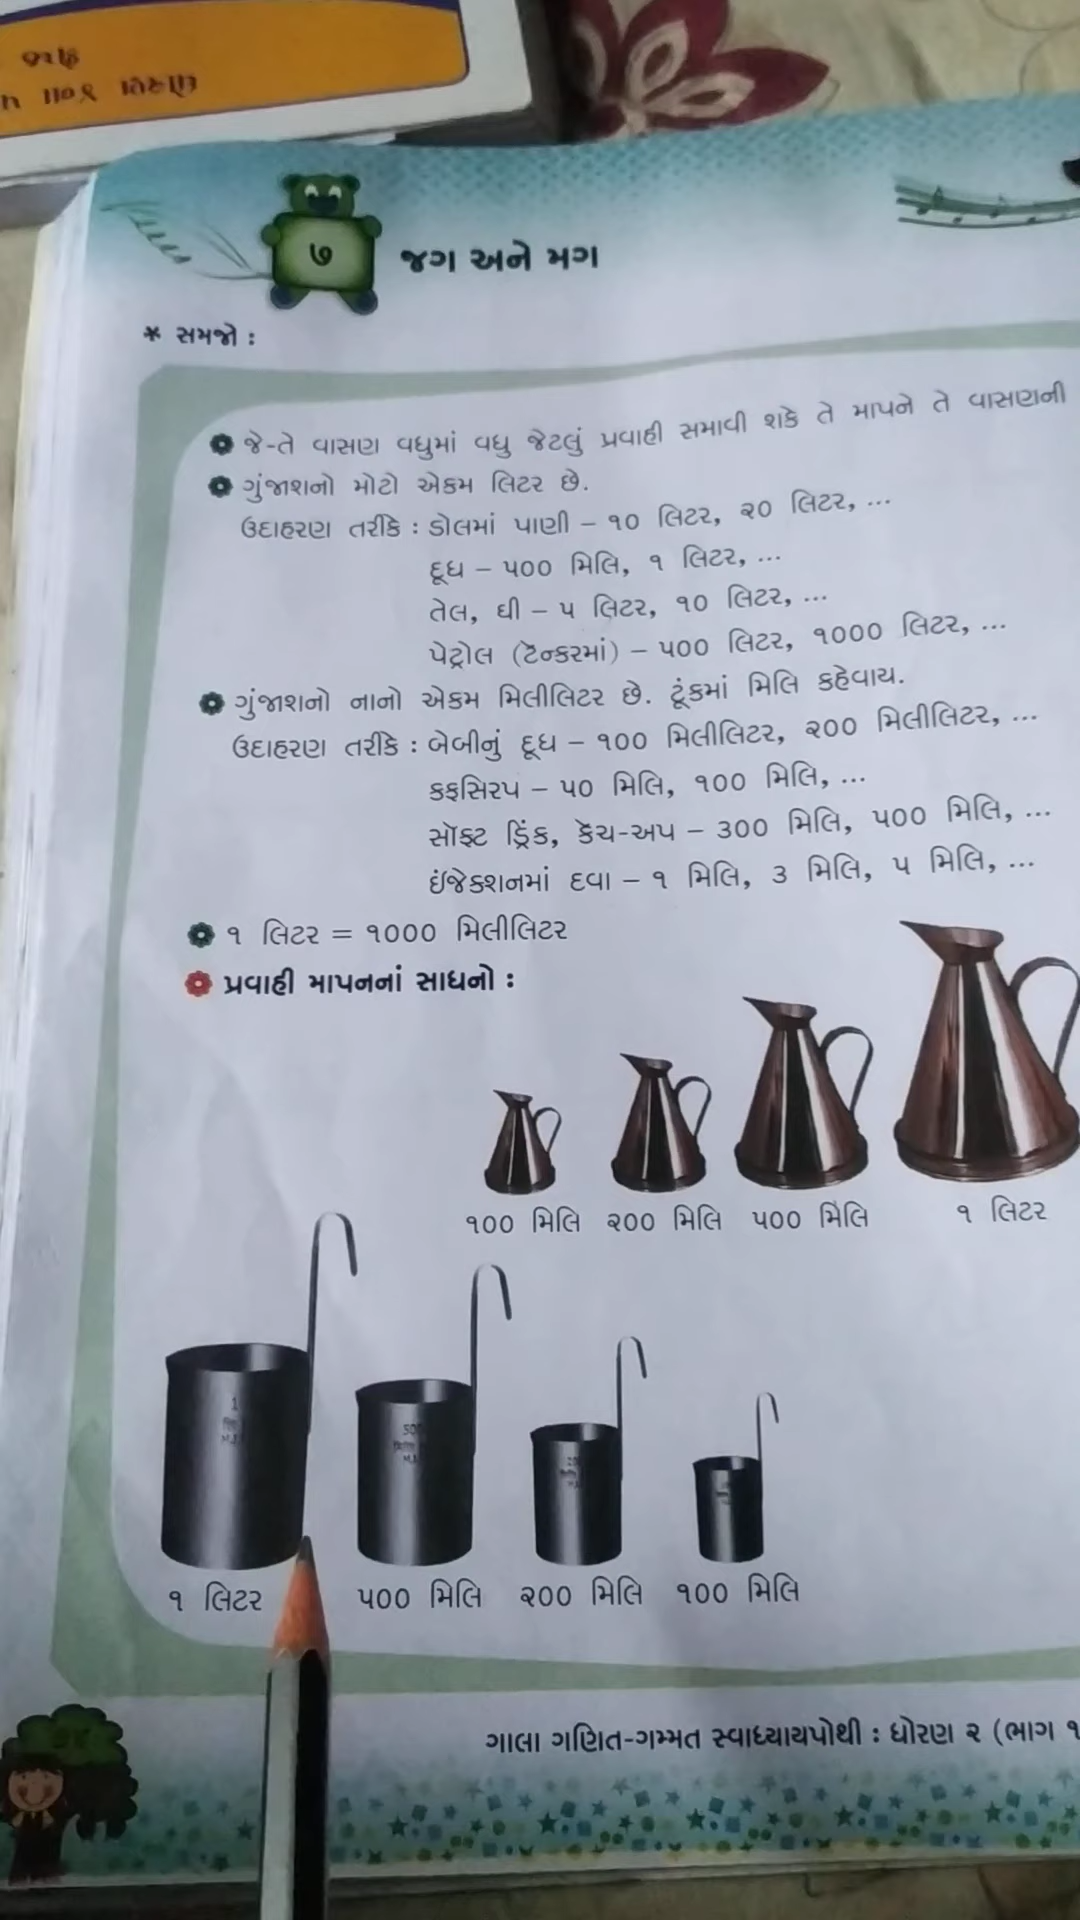 ૭
જગ અને મગ
* સમજો :
જે-તે વાસણ વધુમાં વધુ જેટલું પ્રવાહી સમાવી શકે તે માપને તે વાસણની
ગુંજાશનો મોટો એકમ લિટર છે.
ઉદાહરણ તરીકે : ડોલમાં પાણી – ૧૦ લિટર, ૨૦ લિટર, ...
દૂધ – ૫૦૦ મિલિ, ૧ લિટર, ...
તેલ, ઘી – ૫ લિટર, ૧૦ લિટર, ...
પેટ્રોલ (ટૅન્કરમાં) – ૫૦૦ લિટર, ૧૦૦૦ લિટર, ...
ગુંજાશનો નાનો એકમ મિલીલિટર છે. ટૂંકમાં મિલિ કહેવાય.
ઉદાહરણ તરીકે : બેબીનું દૂધ – ૧૦૦ મિલીલિટર, ૨૦૦ મિલીલિટર, ...
કફસિરપ – ૫૦ મિલિ, ૧૦૦ મિલિ, ...
સૉફ્ટ ડ્રિંક, કૅચ-અપ – ૩૦૦ મિલિ, ૫૦૦ મિલિ, ...
ઈંજેક્શનમાં દવા – ૧ મિલિ, ૩ મિલિ, ૫ મિલિ, ...
૧ લિટર = ૧૦૦૦ મિલીલિટર
પ્રવાહી માપનનાં સાધનો :
૧૦૦ મિલિ ૨૦૦ મિલિ ૫૦૦ મિલિ ૧ લિટર
૧ લિટર ૫૦૦ મિલિ ૨૦૦ મિલિ ૧૦૦ મિલિ
ગાલા ગણિત-ગમ્મત સ્વાધ્યાયપોથી : ધોરણ ૨ (ભાગ ૧